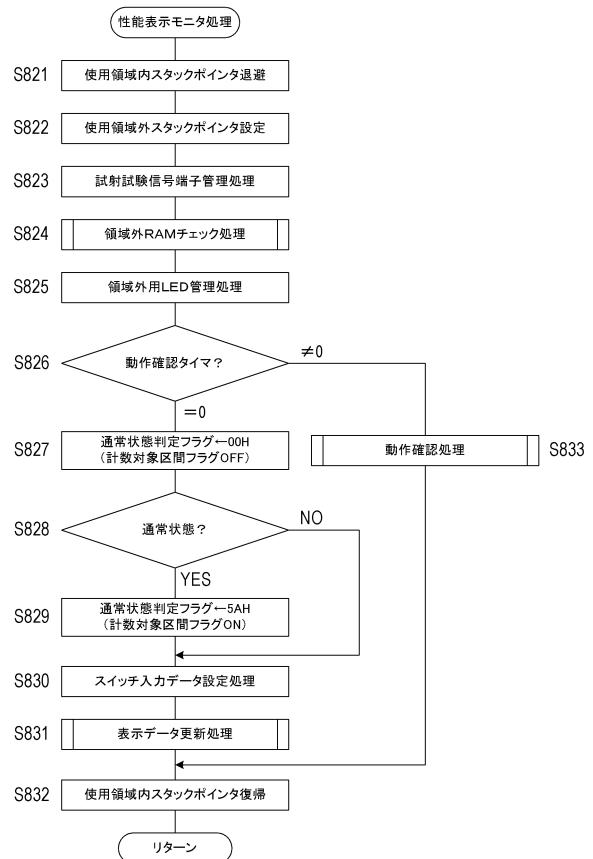 性能表示モニタ処理
S821
使用領域内スタックポインタ退避
S822
使用領域外スタックポインタ設定
S823
試射試験信号端子管理処理
S824
領域外RAMチェック処理
S825
領域外用LED管理処理
S826
動作確認タイマ?
≠0
=0
S827
通常状態判定フラグ←00H
(計数対象区間フラグOFF)
動作確認処理
S833
S828
通常状態?
NO
YES
S829
通常状態判定フラグ←5AH
(計数対象区間フラグON)
S830
スイッチ入力データ設定処理
S831
表示データ更新処理
S832
使用領域内スタックポインタ復帰
リターン